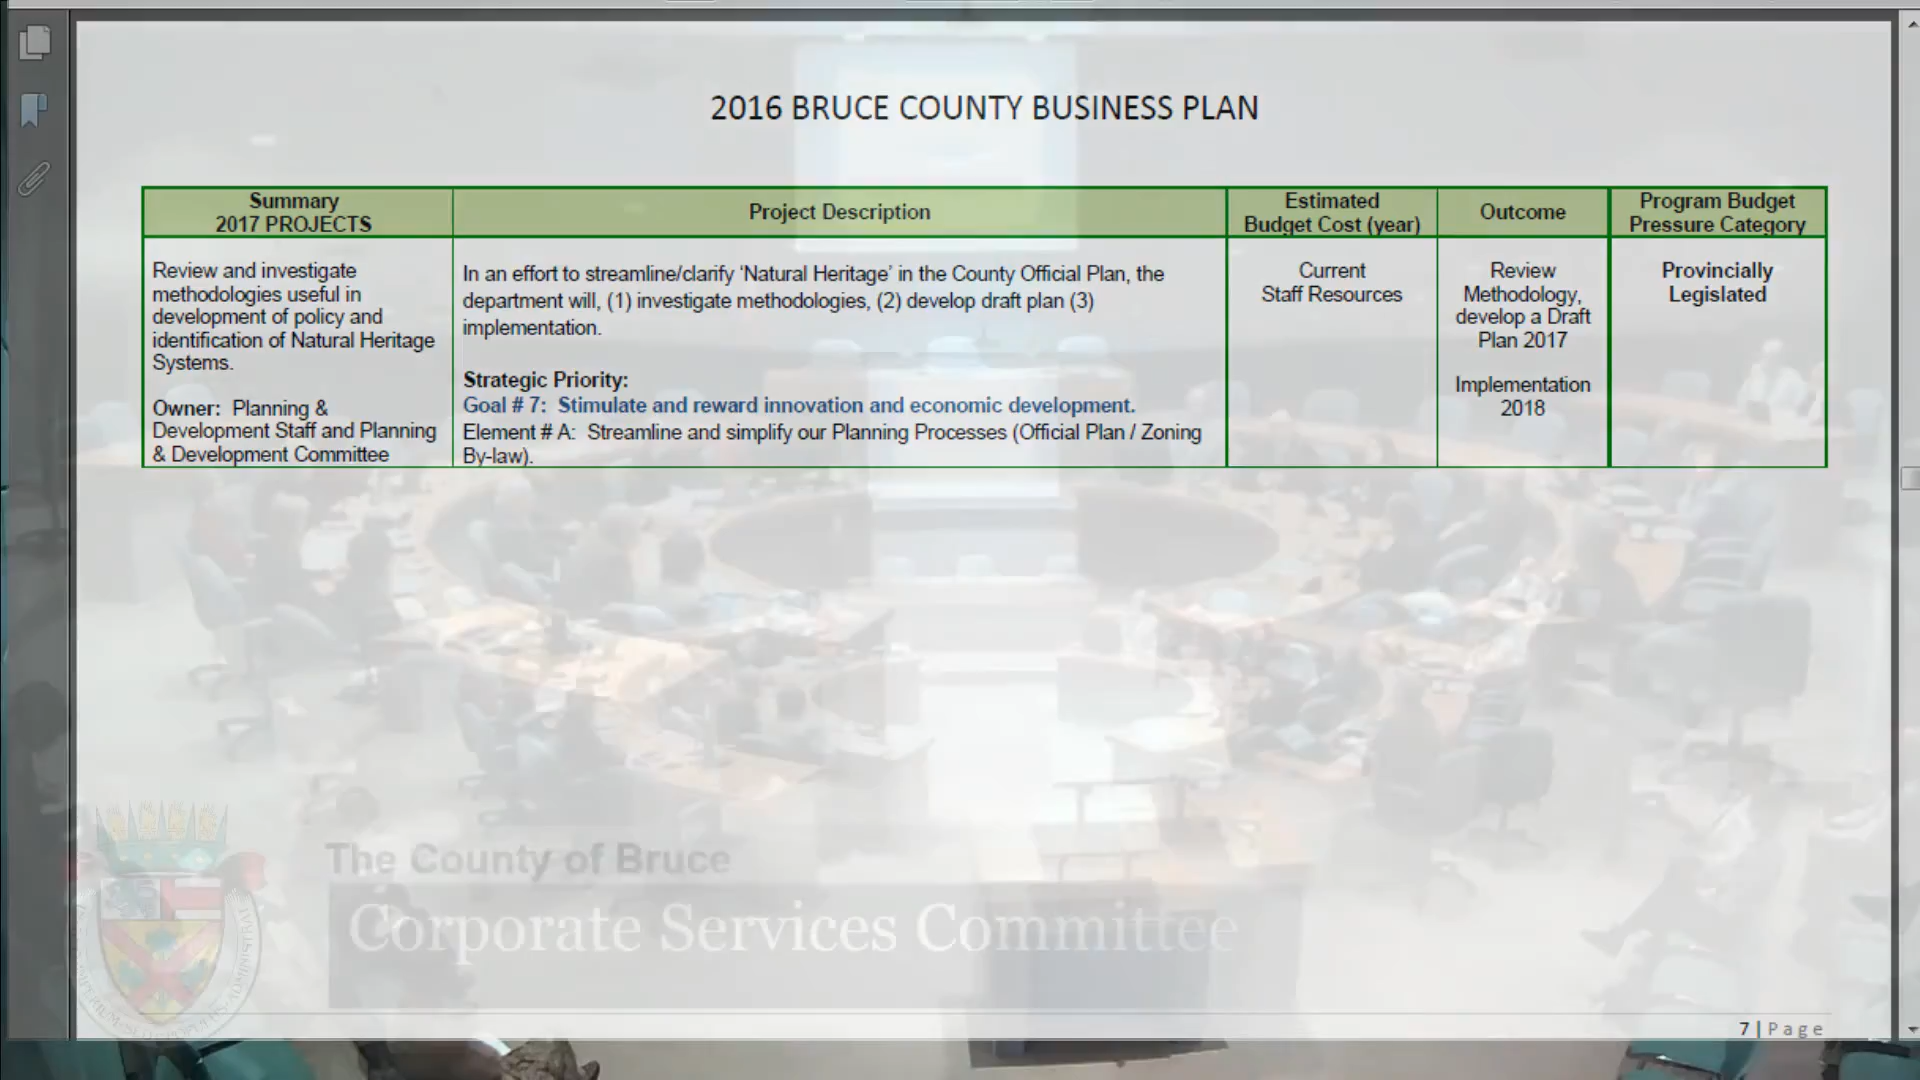 2016 BRUCE COUNTY BUSINESS PLAN
Summary
2017 PROJECTS
Project Description
Estimated
Budget Cost (year)
Outcome
Program Budget
Pressure Category
Review and investigate
methodologies useful in
development of policy and
identification of Natural Heritage
Systems.
Owner: Planning &
Development Staff and Planning
& Development Committee
In an effort to streamline/clarify ‘Natural Heritage’ in the County Official Plan, the
department will, (1) investigate methodologies, (2) develop draft plan (3)
implementation.
Strategic Priority:
Goal # 7: Stimulate and reward innovation and economic development.
Element # A: Streamline and simplify our Planning Processes (Official Plan / Zoning
By-law).
Current
Staff Resources
Review
Methodology,
develop a Draft
Plan 2017
Implementation
2018
Provincially
Legislated
The County of Bruce
Corporate Services Committee
7 | Page